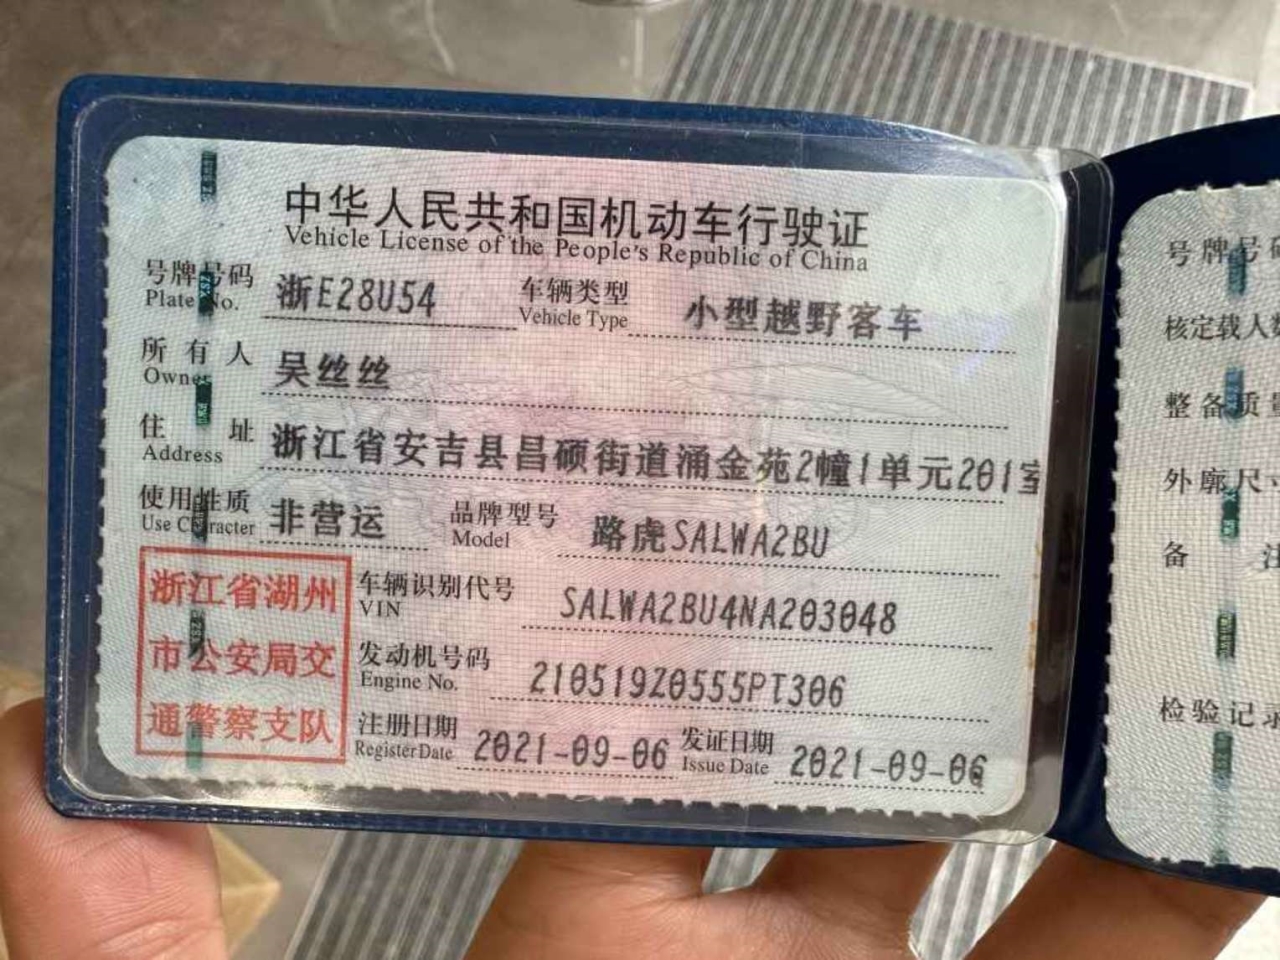 中华人民共和国机动车行驶证
Vehicle License of the People's Republic of China
号牌号码 浙E28U54 车辆类型 小型越野客车
Plate No. Vehicle Type
所有人 吴丝丝
Owner
住址 浙江省安吉县昌硕街道涌金苑2幢1单元201室
Address
使用性质 非营运 品牌型号 路虎SALWA2BU
Use Character Model
浙江省湖州
市公安局交
通警察支队
车辆识别代号 SALWA2BU4NA203048
VIN
发动机号码 210519Z0555PT306
Engine No.
注册日期 2021-09-06 发证日期 2021-09-06
Register Date Issue Date
号牌号码
核定载人
整备质量
外廓尺寸
备
检验记录